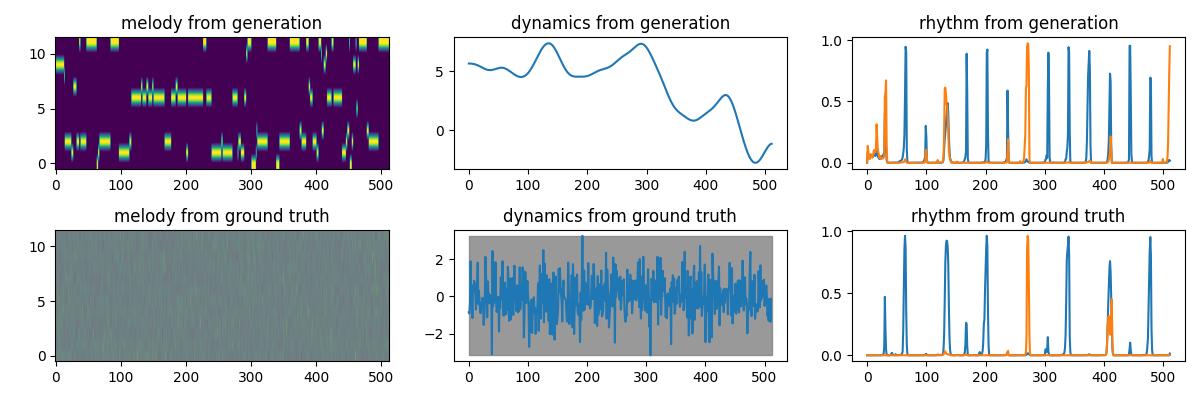 melody from generation
10
5
0
0 100 200 300 400 500
dynamics from generation
5
0
0 100 200 300 400 500
rhythm from generation
1.0
0.5
0.0
0 100 200 300 400 500
melody from ground truth
10
5
0
0 100 200 300 400 500
dynamics from ground truth
2
0
−2
0 100 200 300 400 500
rhythm from ground truth
1.0
0.5
0.0
0 100 200 300 400 500